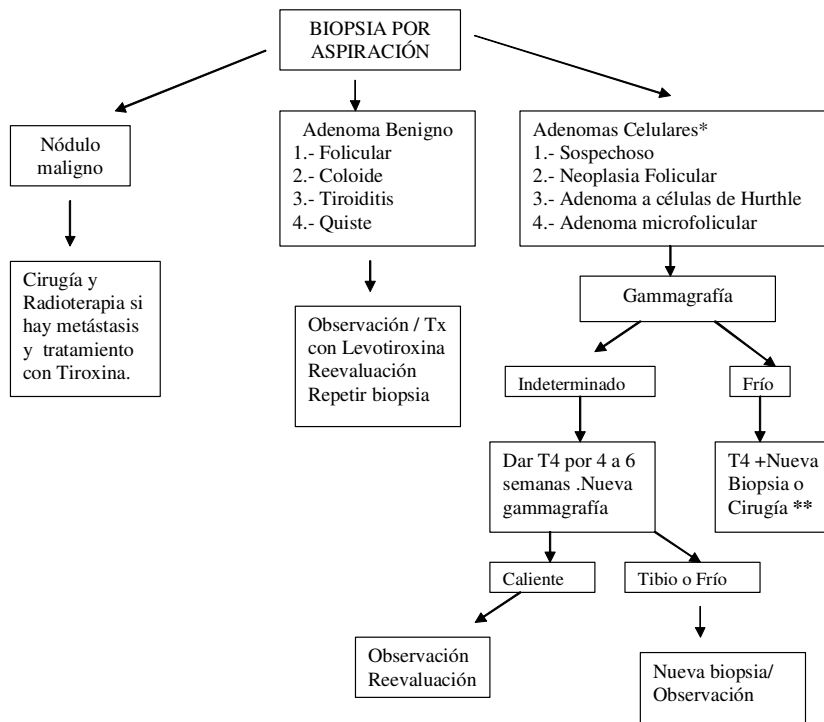 BIOPSIA POR
ASPIRACIÓN
Nódulo
maligno
Adenoma Benigno
1.- Folicular
2.- Coloide
3.- Tiroiditis
4.- Quiste
Adenomas Celulares*
1.- Sospechoso
2.- Neoplasia Folicular
3.- Adenoma a células de Hurthle
4.- Adenoma microfolicular
Cirugía y
Radioterapia si
hay metástasis
y tratamiento
con Tiroxina.
Observación / Tx
con Levotiroxina
Reevaluación
Repetir biopsia
Gammagrafía
Indeterminado
Frío
Dar T4 por 4 a 6
semanas .Nueva
gammagrafía
T4 +Nueva
Biopsia o
Cirugía **
Caliente
Tibio o Frío
Observación
Reevaluación
Nueva biopsia/
Observación